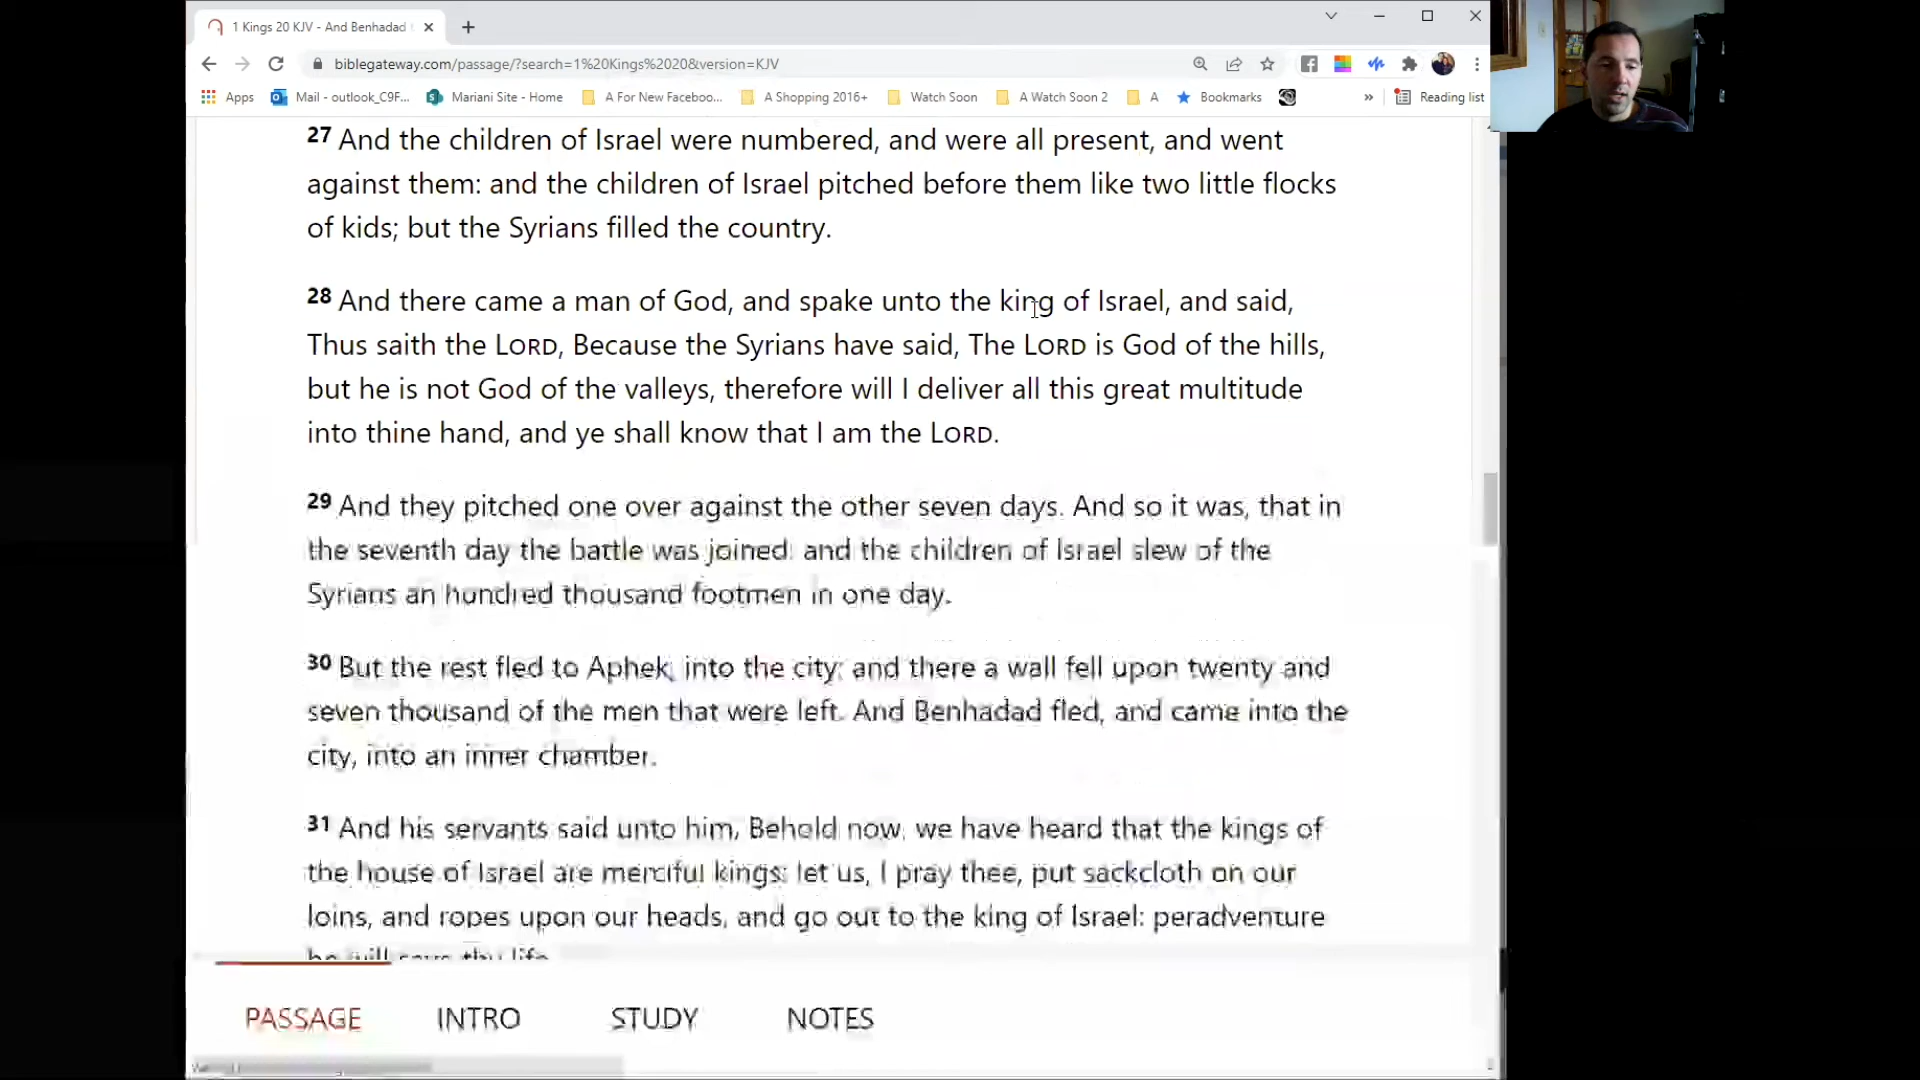 1 Kings 20 KJV - And Benhadad
biblegateway.com/passage/?search=1%20Kings%2020&version=KJV
Apps Mail - outlook_C9F... Mariani Site - Home A For New Faceboo... A Shopping 2016+ Watch Soon A Watch Soon 2 A Bookmarks » Reading list
27 And the children of Israel were numbered, and were all present, and went
against them: and the children of Israel pitched before them like two little flocks
of kids; but the Syrians filled the country.
28 And there came a man of God, and spake unto the king of Israel, and said,
Thus saith the LORD, Because the Syrians have said, The LORD is God of the hills,
but he is not God of the valleys, therefore will I deliver all this great multitude
into thine hand, and ye shall know that I am the LORD.
29 And they pitched one over against the other seven days. And so it was, that in
the seventh day the battle was joined: and the children of Israel slew of the
Syrians an hundred thousand footmen in one day.
30 But the rest fled to Aphek, into the city; and there a wall fell upon twenty and
seven thousand of the men that were left. And Benhadad fled, and came into the
city, into an inner chamber.
31 And his servants said unto him, Behold now, we have heard that the kings of
the house of Israel are merciful kings: let us, I pray thee, put sackcloth on our
loins, and ropes upon our heads, and go out to the king of Israel: peradventure
he will save thy life.
PASSAGE INTRO STUDY NOTES